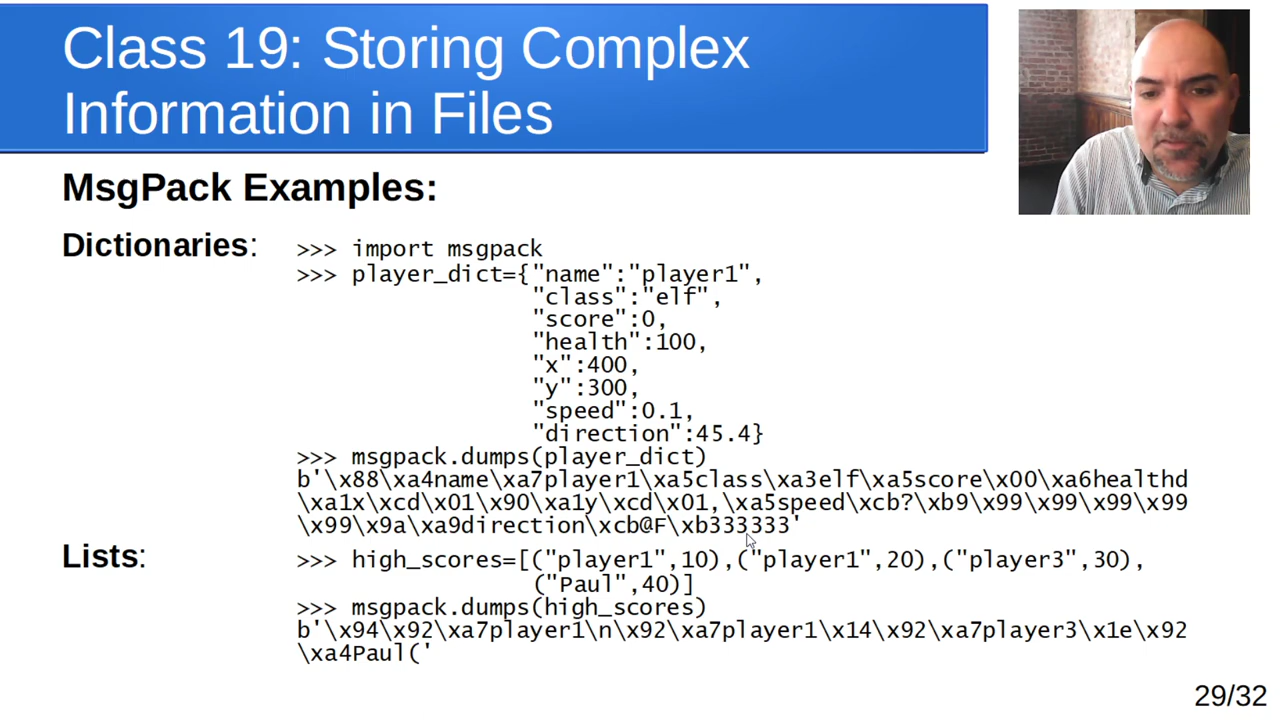 Class 19: Storing Complex
Information in Files
MsgPack Examples:
Dictionaries: >>> import msgpack
>>> player_dict={"name":"player1",
"class":"elf",
"score":0,
"health":100,
"x":400,
"y":300,
"speed":0.1,
"direction":45.4}
>>> msgpack.dumps(player_dict)
b'\x88\xa4name\xa7player1\xa5class\xa3elf\xa5score\x00\xa6healthd
\xa1x\xcd\x01\x90\xa1y\xcd\x01,\xa5speed\xcb?\xb9\x99\x99\x99\x99
\x99\x9a\xa9direction\xcb@F\xb333333'
Lists: >>> high_scores=[("player1",10),("player1",20),("player3",30),
("Paul",40)]
>>> msgpack.dumps(high_scores)
b'\x94\x92\xa7player1\n\x92\xa7player1\x14\x92\xa7player3\x1e\x92
\xa4Paul('
29/32